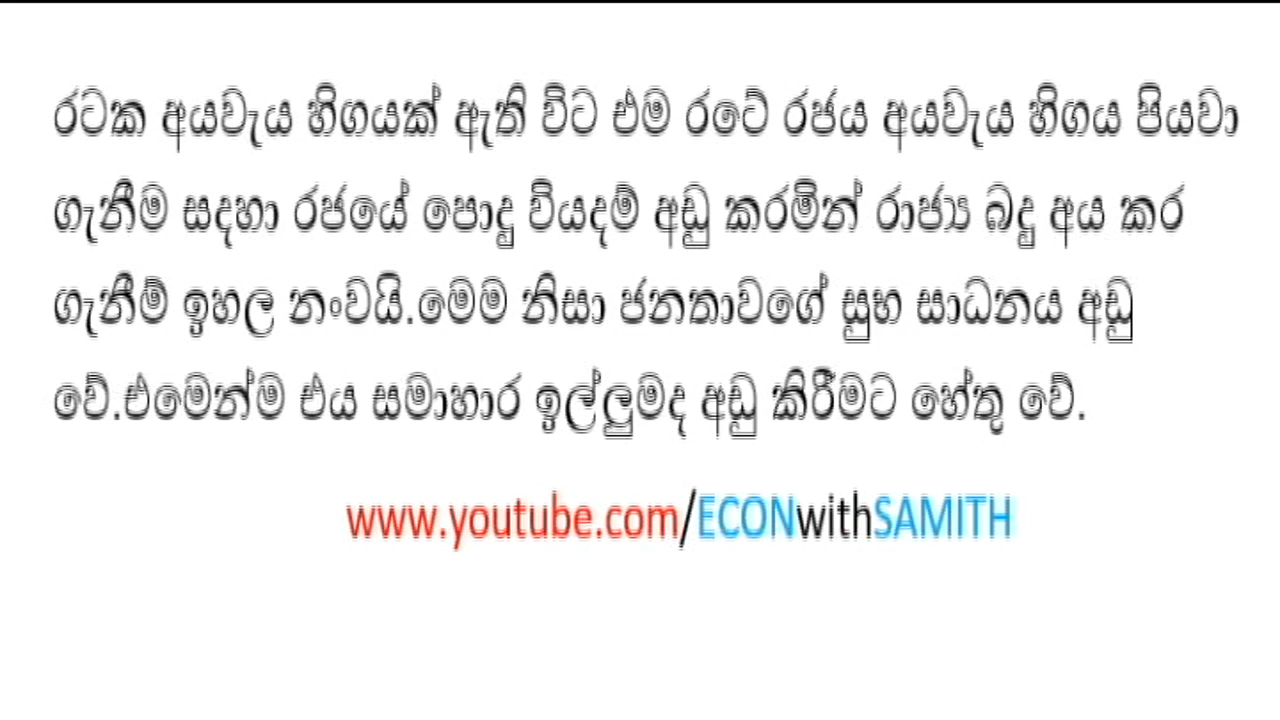 රටක අයවැය හිගයක් ඇති විට එම රටේ රජය අයවැය හිගය පියවා
ගැනීම සදහා රජයේ පොදු වියදම් අඩු කරමින් රාජ්‍ය බදු අය කර
ගැනීම් ඉහල නංවයි.මෙම නිසා ජනතාවගේ සුභ සාධනය අඩු
වේ.එමෙන්ම එය සමාහාර ඉල්ලුමද අඩු කිරීමට හේතු වේ.
www.youtube.com/ECONwithSAMITH